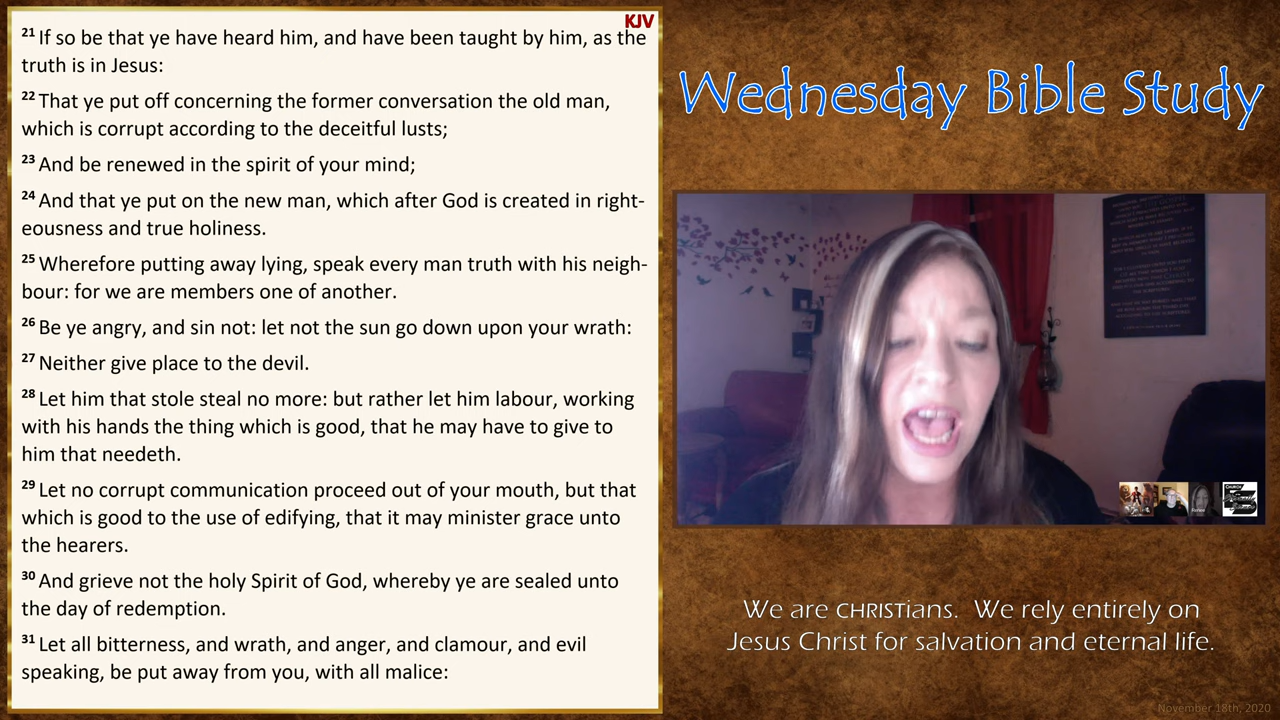 KJV
21 If so be that ye have heard him, and have been taught by him, as the
truth is in Jesus:
22 That ye put off concerning the former conversation the old man,
which is corrupt according to the deceitful lusts;
23 And be renewed in the spirit of your mind;
24 And that ye put on the new man, which after God is created in right-
eousness and true holiness.
25 Wherefore putting away lying, speak every man truth with his neigh-
bour: for we are members one of another.
26 Be ye angry, and sin not: let not the sun go down upon your wrath:
27 Neither give place to the devil.
28 Let him that stole steal no more: but rather let him labour, working
with his hands the thing which is good, that he may have to give to
him that needeth.
29 Let no corrupt communication proceed out of your mouth, but that
which is good to the use of edifying, that it may minister grace unto
the hearers.
30 And grieve not the holy Spirit of God, whereby ye are sealed unto
the day of redemption.
31 Let all bitterness, and wrath, and anger, and clamour, and evil
speaking, be put away from you, with all malice:
Wednesday Bible Study
Renee
CHURCH
We are CHRISTians. We rely entirely on
Jesus Christ for salvation and eternal life.
November 18th, 2020